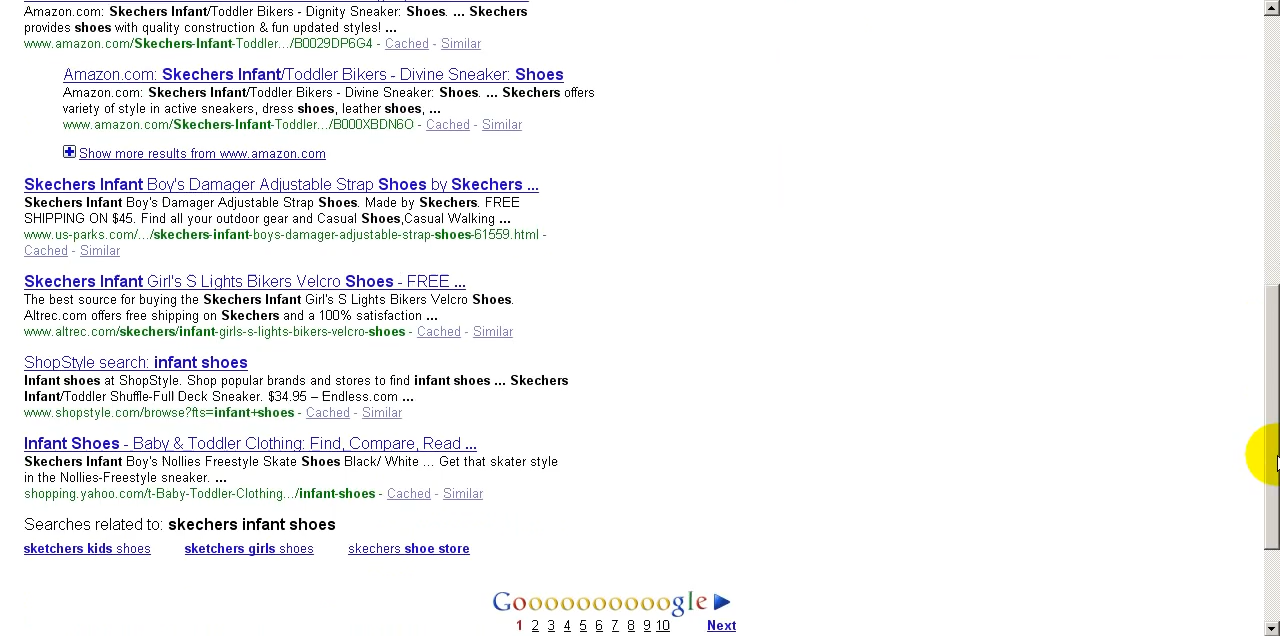 Amazon.com: Skechers Infant/Toddler Bikers - Dignity Sneaker: Shoes. ... Skechers
provides shoes with quality construction & fun updated styles! ...
www.amazon.com/Skechers-Infant-Toddler.../B0029DP6G4 - Cached - Similar
Amazon.com: Skechers Infant/Toddler Bikers - Divine Sneaker: Shoes
Amazon.com: Skechers Infant/Toddler Bikers - Divine Sneaker: Shoes. ... Skechers offers
variety of style in active sneakers, dress shoes, leather shoes, ...
www.amazon.com/Skechers-Infant-Toddler.../B000XBDN6O - Cached - Similar
Show more results from www.amazon.com
Skechers Infant Boy's Damager Adjustable Strap Shoes by Skechers ...
Skechers Infant Boy's Damager Adjustable Strap Shoes. Made by Skechers. FREE
SHIPPING ON $45. Find all your outdoor gear and Casual Shoes,Casual Walking ...
www.us-parks.com/.../skechers-infant-boys-damager-adjustable-strap-shoes-61559.html -
Cached - Similar
Skechers Infant Girl's S Lights Bikers Velcro Shoes - FREE ...
The best source for buying the Skechers Infant Girl's S Lights Bikers Velcro Shoes.
Altrec.com offers free shipping on Skechers and a 100% satisfaction ...
www.altrec.com/skechers/infant-girls-s-lights-bikers-velcro-shoes - Cached - Similar
ShopStyle search: infant shoes
Infant shoes at ShopStyle. Shop popular brands and stores to find infant shoes ... Skechers
Infant/Toddler Shuffle-Full Deck Sneaker. $34.95 – Endless.com ...
www.shopstyle.com/browse?fts=infant+shoes - Cached - Similar
Infant Shoes - Baby & Toddler Clothing: Find, Compare, Read ...
Skechers Infant Boy's Nollies Freestyle Skate Shoes Black/ White ... Get that skater style
in the Nollies-Freestyle sneaker. ...
shopping.yahoo.com/t-Baby-Toddler-Clothing.../infant-shoes - Cached - Similar
Searches related to: skechers infant shoes
sketchers kids shoes sketchers girls shoes skechers shoe store
Goooooooooogle
1 2 3 4 5 6 7 8 9 10 Next